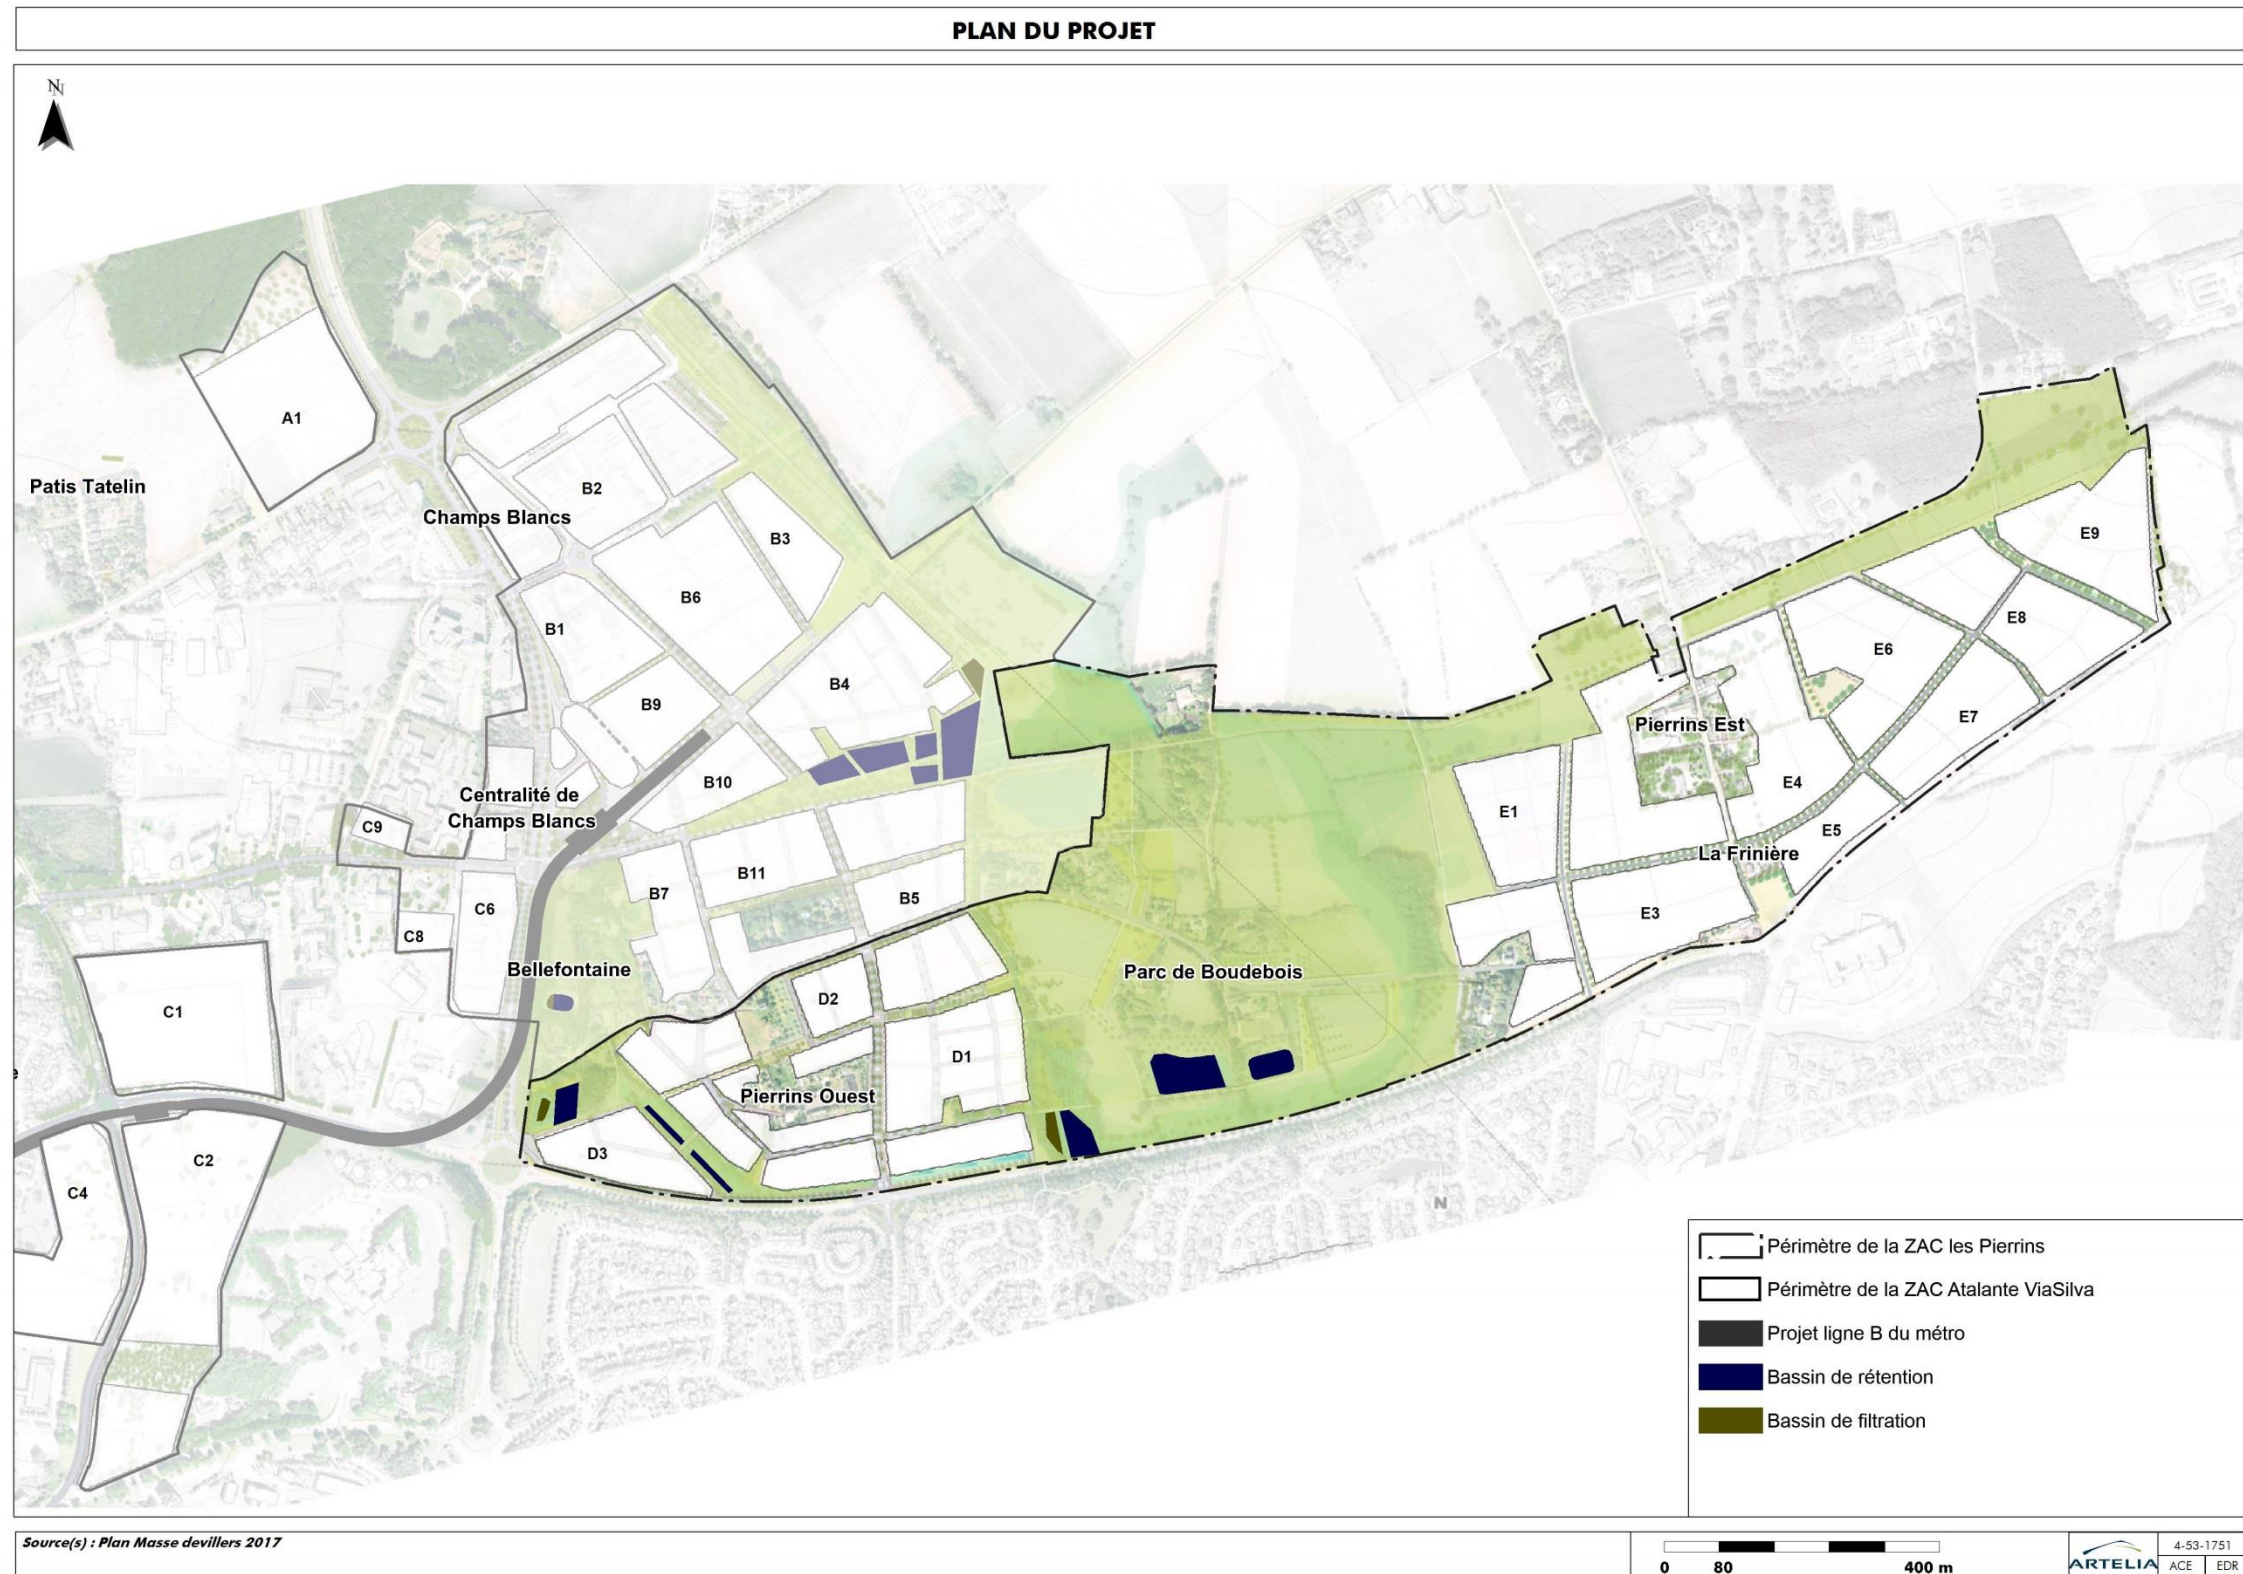 PLAN DU PROJET
N
A1
Patis Tatelin
B2
Champs Blancs
B3
E9
B6
B1
E8
E6
B4
B9
E7
Pierrins Est
B10
E4
Centralité de
Champs Blancs
E1
C9
E5
La Frinière
B11
B7
B5
C6
E3
C8
Bellefontaine
Parc de Boudebois
D2
C1
D1
Pierrins Ouest
D3
C2
C4
N
Périmètre de la ZAC les Pierrins
Périmètre de la ZAC Atalante ViaSilva
Projet ligne B du métro
Bassin de rétention
Bassin de filtration
Source(s) : Plan Masse devillers 2017
0 80 400 m
ARTELIA
4-53-1751
ACE EDR